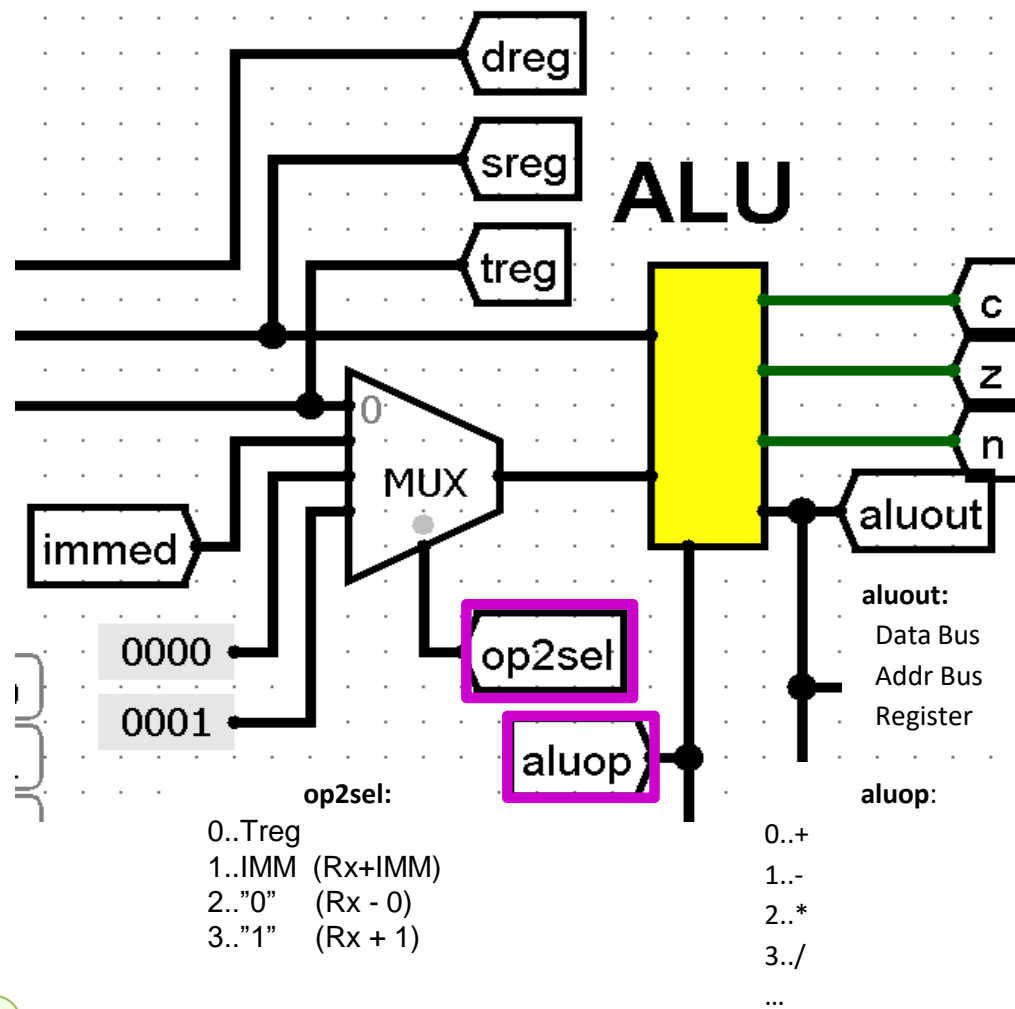 dreg
sreg
ALU
treg
c
z
0
MUX
n
aluout
immed
aluout:
Data Bus
0000
op2sel
Addr Bus
Register
0001
aluop
op2sel:
aluop:
0..Treg
0..+
1..IMM (Rx+IMM)
1..-
2..”0” (Rx - 0)
2..*
3..”1” (Rx + 1)
3../
...